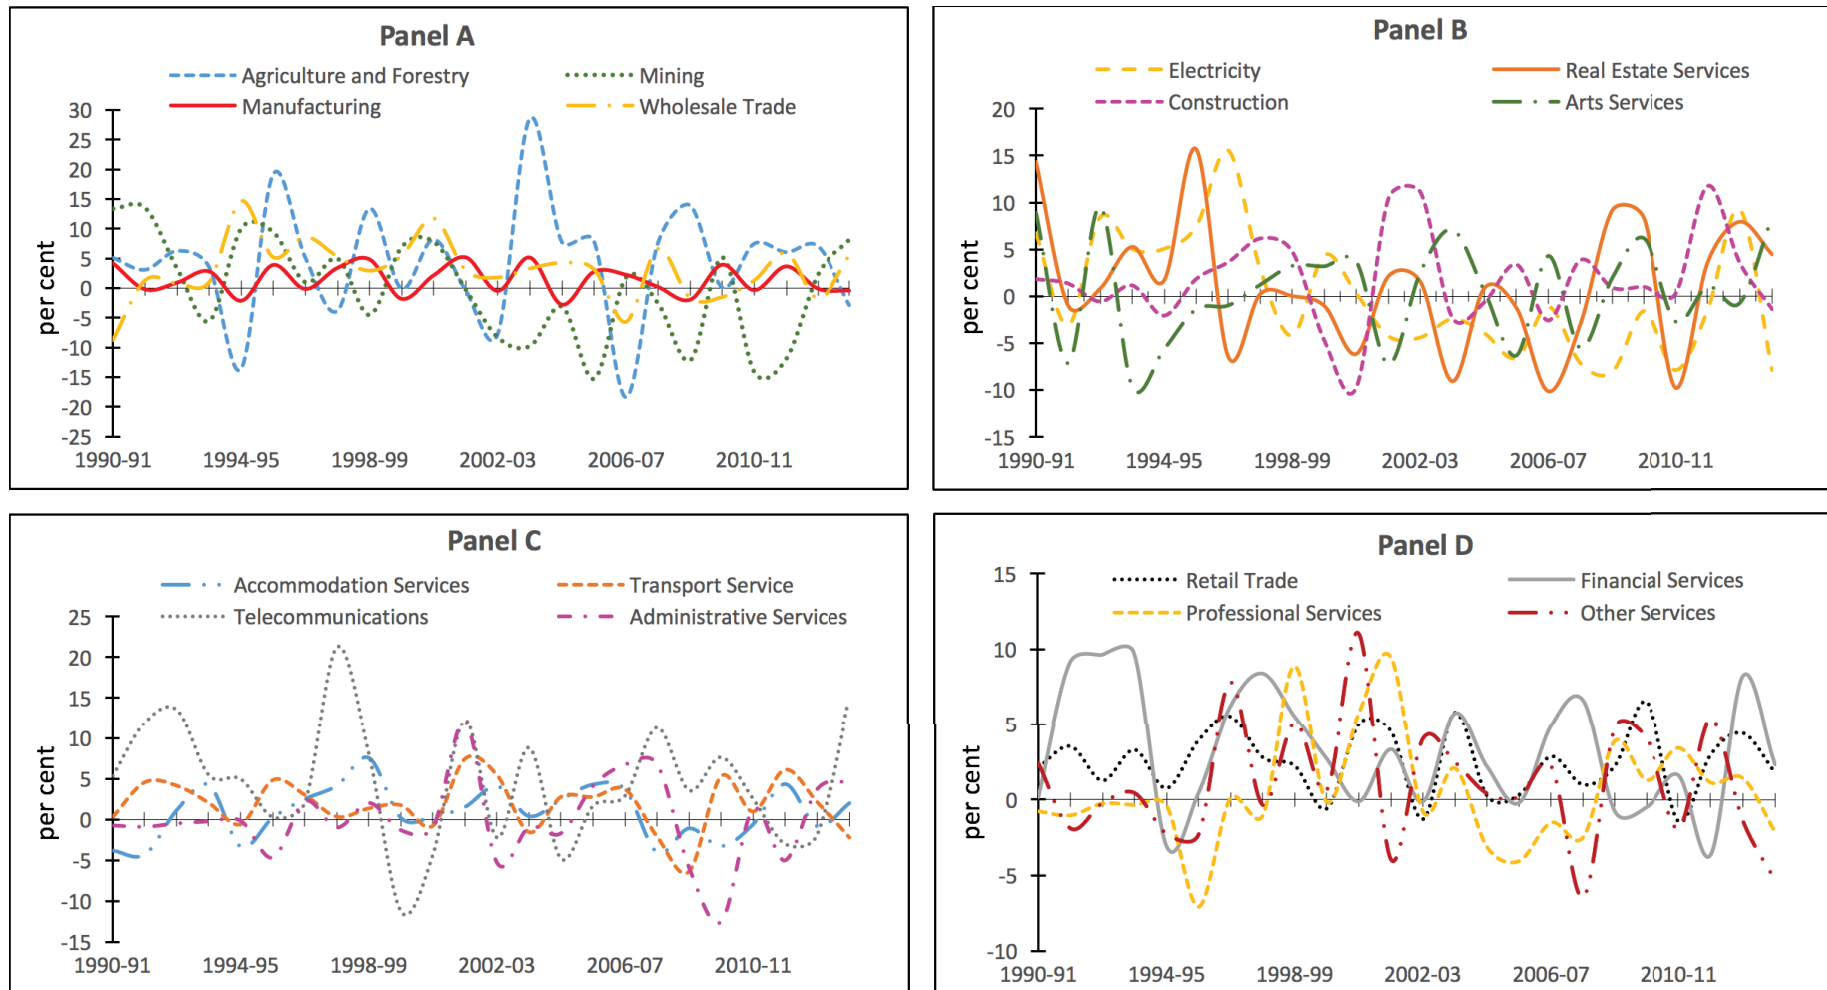 Panel A
Agriculture and Forestry Mining
Manufacturing Wholesale Trade
per cent
30
25
20
15
10
5
0
-5
-10
-15
-20
-25
1990-91 1994-95 1998-99 2002-03 2006-07 2010-11
Panel B
Electricity Real Estate Services
Construction Arts Services
per cent
20
15
10
5
0
-5
-10
-15
1990-91 1994-95 1998-99 2002-03 2006-07 2010-11
Panel C
Accommodation Services Transport Service
Telecommunications Administrative Services
per cent
25
20
15
10
5
0
-5
-10
-15
1990-91 1994-95 1998-99 2002-03 2006-07 2010-11
Panel D
Retail Trade Financial Services
Professional Services Other Services
per cent
15
10
5
0
-5
-10
1990-91 1994-95 1998-99 2002-03 2006-07 2010-11